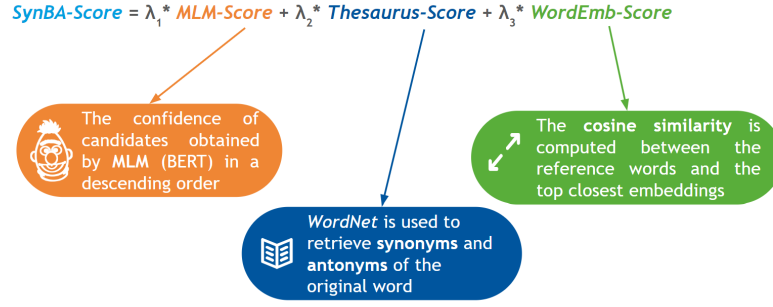 SynBA-Score = λ₁* MLM-Score + λ₂* Thesaurus-Score + λ₃* WordEmb-Score
The confidence of
candidates obtained
by MLM (BERT) in a
descending order
The cosine similarity is
computed between the
reference words and the
top closest embeddings
WordNet is used to
retrieve synonyms and
antonyms of the
original word